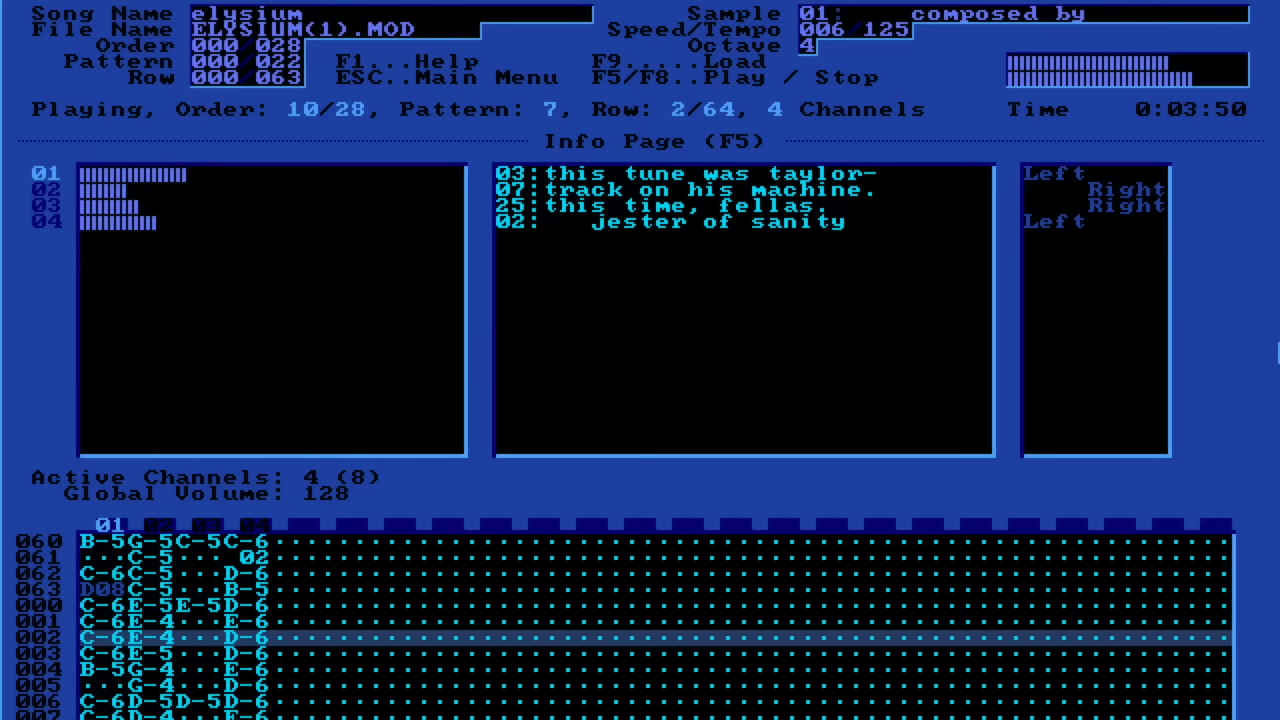 Song Name elysium Sample 01: composed by
File Name ELYSIUM(1).MOD Speed/Tempo 006/125
Order 000/028 Octave 4
Pattern 000/022 F1...Help F9.....Load
Row 000/063 ESC..Main Menu F5/F8..Play / Stop
Playing, Order: 10/28, Pattern: 7, Row: 2/64, 4 Channels Time 0:03:50
Info Page (F5)
01 03:this tune was taylor- Left
02 07:track on his machine. Right
03 25:this time, fellas. Right
04 02: jester of sanity Left
Active Channels: 4 (8)
Global Volume: 128
01 02 03 04
060 B-5G-5C-5C-6
061 ...C-5... 02
062 C-6C-5...D-6
063 D08C-5...B-5
000 C-6E-5E-5D-6
001 C-6E-4...E-6
002 C-6E-4...D-6
003 C-6E-5...D-6
004 B-5G-4...E-6
005 ...G-4...D-6
006 C-6D-5D-5D-6
007 C-6D-4...E-6